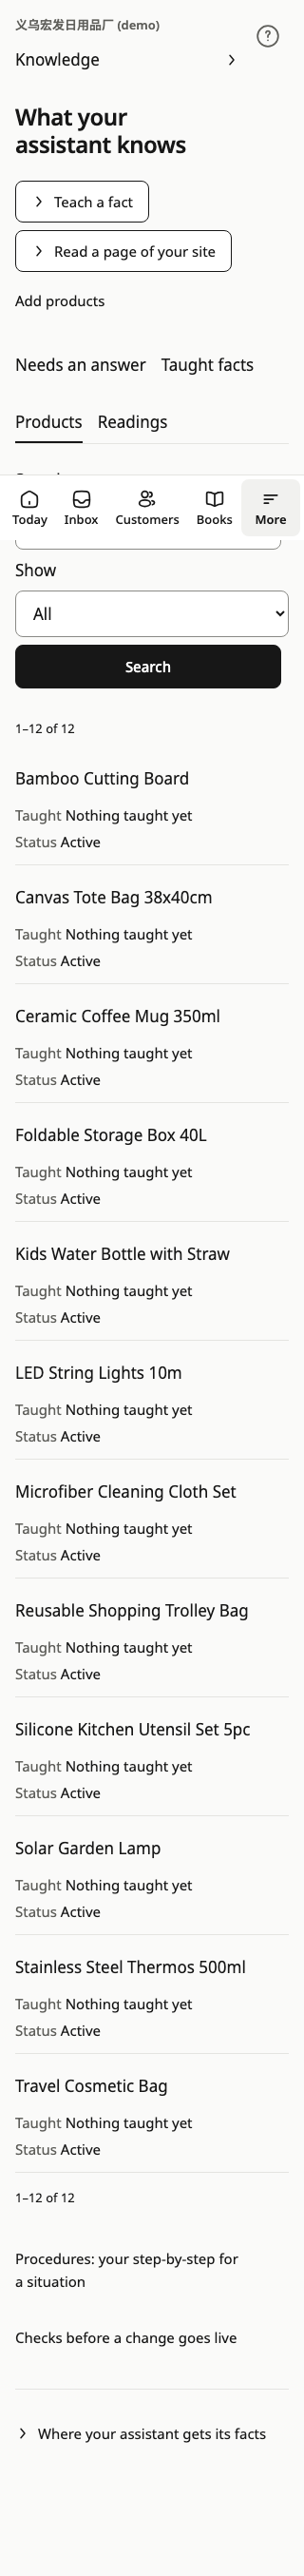 义乌宏发日用品厂 (demo)
Knowledge
What your
assistant knows
Teach a fact
Read a page of your site
Add products
Needs an answer Taught facts
Products Readings
Today Inbox Customers Books More
Show
All
Search
1–12 of 12
Bamboo Cutting Board
Taught Nothing taught yet
Status Active
Canvas Tote Bag 38x40cm
Taught Nothing taught yet
Status Active
Ceramic Coffee Mug 350ml
Taught Nothing taught yet
Status Active
Foldable Storage Box 40L
Taught Nothing taught yet
Status Active
Kids Water Bottle with Straw
Taught Nothing taught yet
Status Active
LED String Lights 10m
Taught Nothing taught yet
Status Active
Microfiber Cleaning Cloth Set
Taught Nothing taught yet
Status Active
Reusable Shopping Trolley Bag
Taught Nothing taught yet
Status Active
Silicone Kitchen Utensil Set 5pc
Taught Nothing taught yet
Status Active
Solar Garden Lamp
Taught Nothing taught yet
Status Active
Stainless Steel Thermos 500ml
Taught Nothing taught yet
Status Active
Travel Cosmetic Bag
Taught Nothing taught yet
Status Active
1–12 of 12
Procedures: your step-by-step for
a situation
Checks before a change goes live
Where your assistant gets its facts